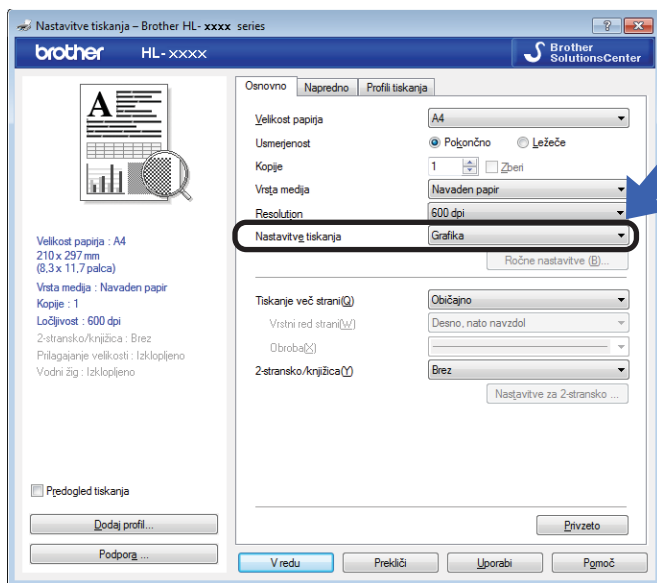 Nastavitve tiskanja – Brother HL- xxxx series
brother HL-xxxx
Brother
SolutionsCenter
Osnovno Napredno Profili tiskanja
Velikost papirja A4
Usmerjenost Pokončno Ležeče
Kopije 1 Zberi
Vrsta medija Navaden papir
Resolution 600 dpi
Nastavitve tiskanja Grafika
Ročne nastavitve (B)...
Tiskanje več strani(Q) Običajno
Vrstni red strani(W) Desno, nato navzdol
Obroba(X)
2-stransko/knjižica(Y) Brez
Nastavitve za 2-stransko ...
A
Velikost papirja : A4
210 x 297 mm
(8,3 x 11,7 palca)
Vrsta medija : Navaden papir
Kopije : 1
Ločljivost : 600 dpi
2-stransko/knjižica : Brez
Prilagajanje velikosti : Izklopljeno
Vodni žig : Izklopljeno
Predogled tiskanja
Dodaj profil...
Podpora ...
Privzeto
V redu Prekliči Uporabi Pomoč